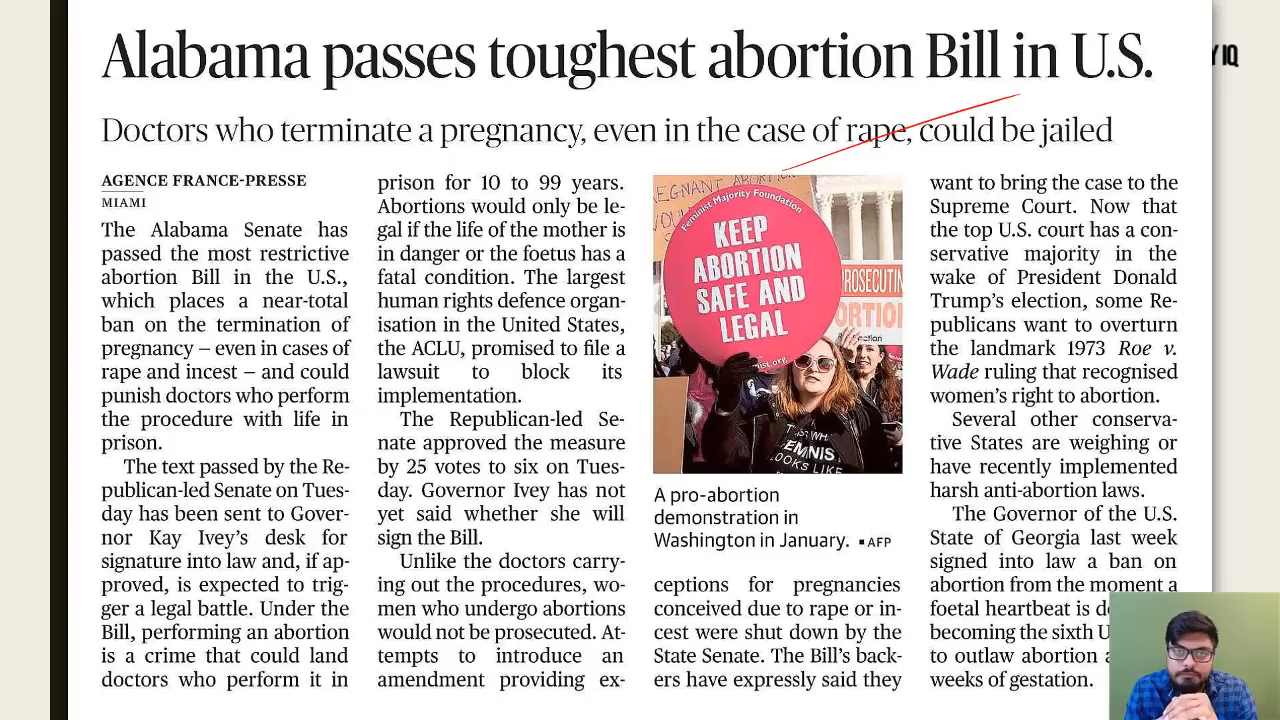 Alabama passes toughest abortion Bill in U.S.
Y IQ
Doctors who terminate a pregnancy, even in the case of rape, could be jailed
AGENCE FRANCE-PRESSE
MIAMI
The Alabama Senate has
passed the most restrictive
abortion Bill in the U.S.,
which places a near-total
ban on the termination of
pregnancy – even in cases of
rape and incest – and could
punish doctors who perform
the procedure with life in
prison.
The text passed by the Re-
publican-led Senate on Tues-
day has been sent to Gover-
nor Kay Ivey’s desk for
signature into law and, if ap-
proved, is expected to trig-
ger a legal battle. Under the
Bill, performing an abortion
is a crime that could land
doctors who perform it in
prison for 10 to 99 years.
Abortions would only be le-
gal if the life of the mother is
in danger or the foetus has a
fatal condition. The largest
human rights defence organ-
isation in the United States,
the ACLU, promised to file a
lawsuit to block its
implementation.
The Republican-led Se-
nate approved the measure
by 25 votes to six on Tues-
day. Governor Ivey has not
yet said whether she will
sign the Bill.
Unlike the doctors carry-
ing out the procedures, wo-
men who undergo abortions
would not be prosecuted. At-
tempts to introduce an
amendment providing ex-
EGNANT ABORTION
Feminist Majority Foundation
KEEP
ABORTION
SAFE AND
LEGAL
nist.org
ROSECUTIN
ORTIO
THIS WHA
FEMINIS
LOOKS LIKE
A pro-abortion
demonstration in
Washington in January. ▪ AFP
ceptions for pregnancies
conceived due to rape or in-
cest were shut down by the
State Senate. The Bill’s back-
ers have expressly said they
want to bring the case to the
Supreme Court. Now that
the top U.S. court has a con-
servative majority in the
wake of President Donald
Trump’s election, some Re-
publicans want to overturn
the landmark 1973 Roe v.
Wade ruling that recognised
women’s right to abortion.
Several other conserva-
tive States are weighing or
have recently implemented
harsh anti-abortion laws.
The Governor of the U.S.
State of Georgia last week
signed into law a ban on
abortion from the moment a
foetal heartbeat is
becoming the sixth U
to outlaw abortion
weeks of gestation.